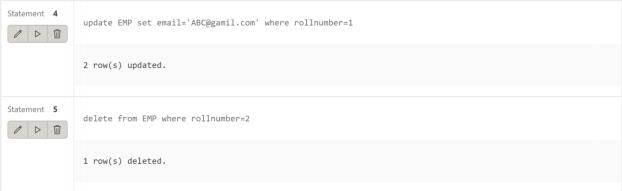 Statement 4
update EMP set email='ABC@gamil.com' where rollnumber=1
2 row(s) updated.
Statement 5
delete from EMP where rollnumber=2
1 row(s) deleted.